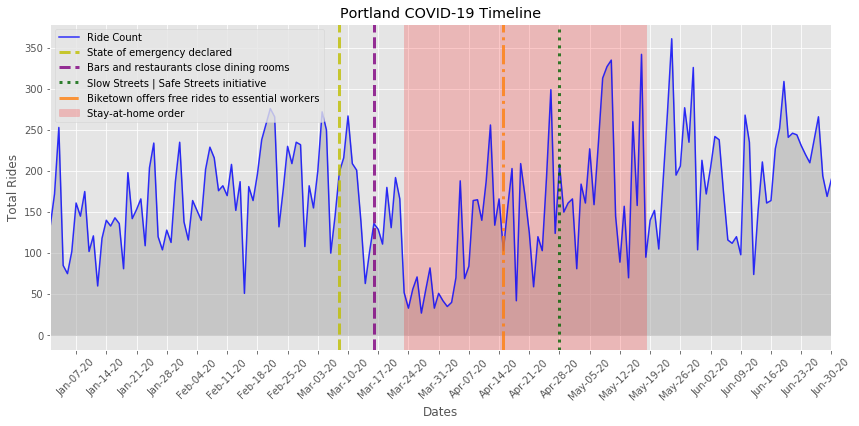 Portland COVID-19 Timeline
Ride Count
State of emergency declared
Bars and restaurants close dining rooms
Slow Streets | Safe Streets initiative
Biketown offers free rides to essential workers
Stay-at-home order
Total Rides
350
300
250
200
150
100
50
0
Jan-07-20
Jan-14-20
Jan-21-20
Jan-28-20
Feb-04-20
Feb-11-20
Feb-18-20
Feb-25-20
Mar-03-20
Mar-10-20
Mar-17-20
Mar-24-20
Mar-31-20
Apr-07-20
Apr-14-20
Apr-21-20
Apr-28-20
May-05-20
May-12-20
May-19-20
May-26-20
Jun-02-20
Jun-09-20
Jun-16-20
Jun-23-20
Jun-30-20
Dates